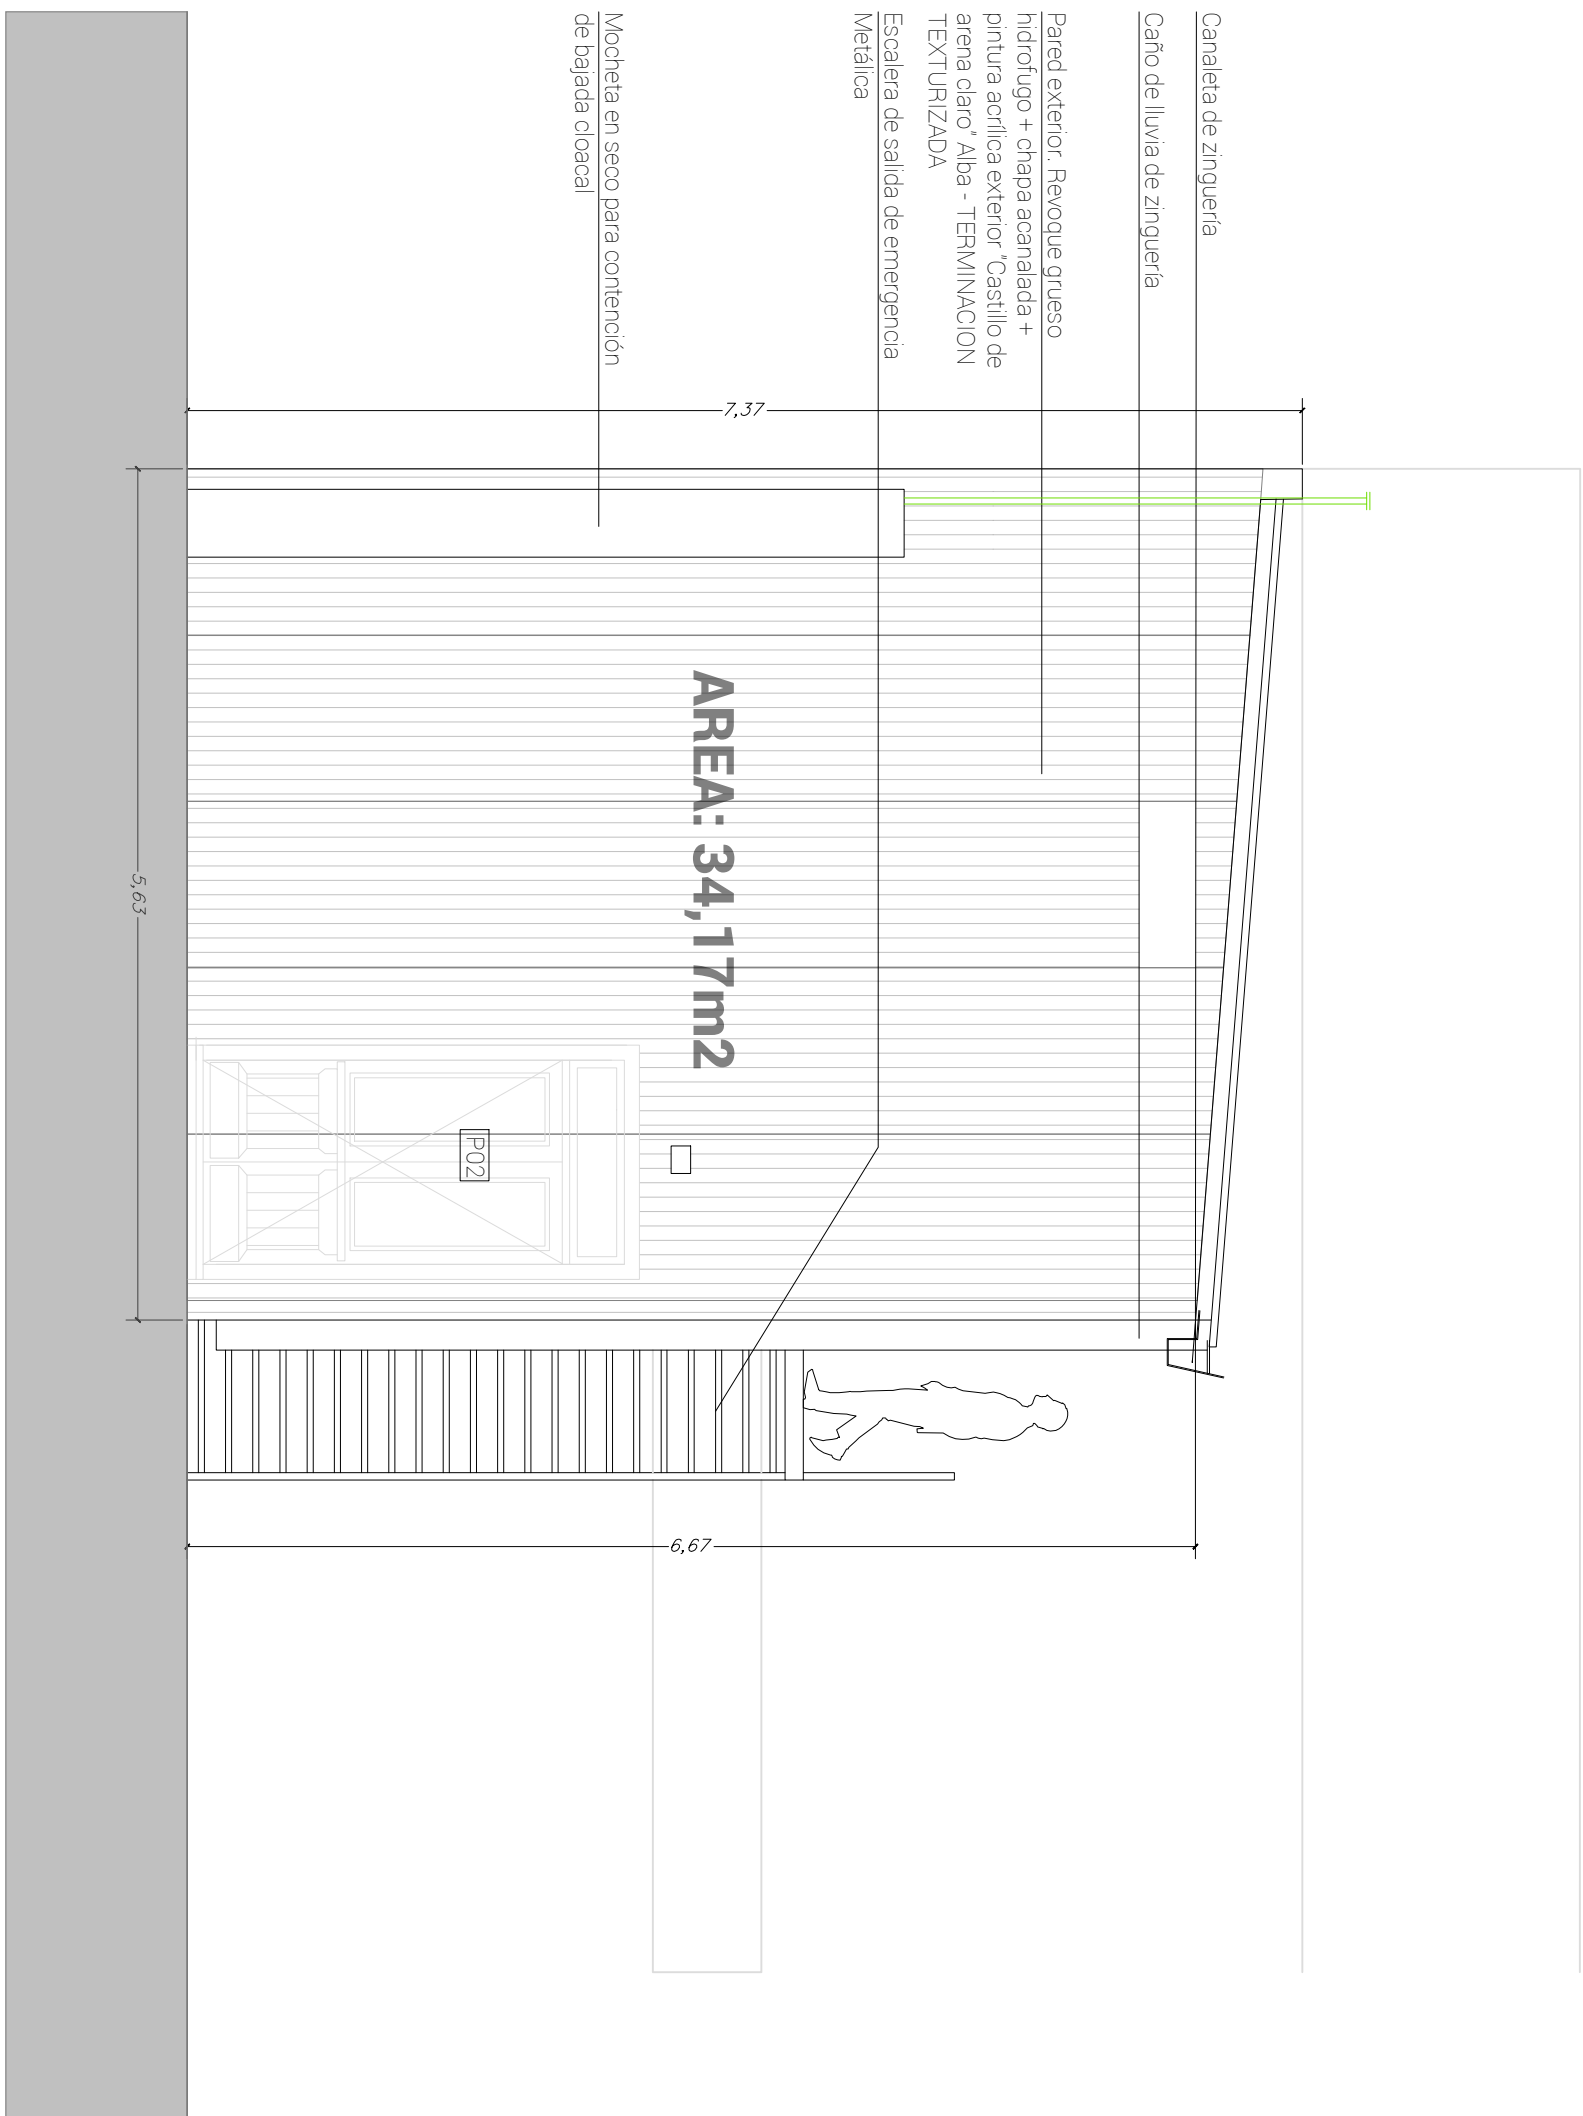 Canaleta de zinguería
Caño de lluvia de zinguería
Pared exterior. Revoque grueso
hidrofugo + chapa acanalada +
pintura acrílica exterior "Castillo de
arena claro" Alba - TERMINACION
TEXTURIZADA
Escalera de salida de emergencia
Metálica
Mocheta en seco para contención
de bajada cloacal
7,37
AREA: 34,17m2
P02
5,63
6,67